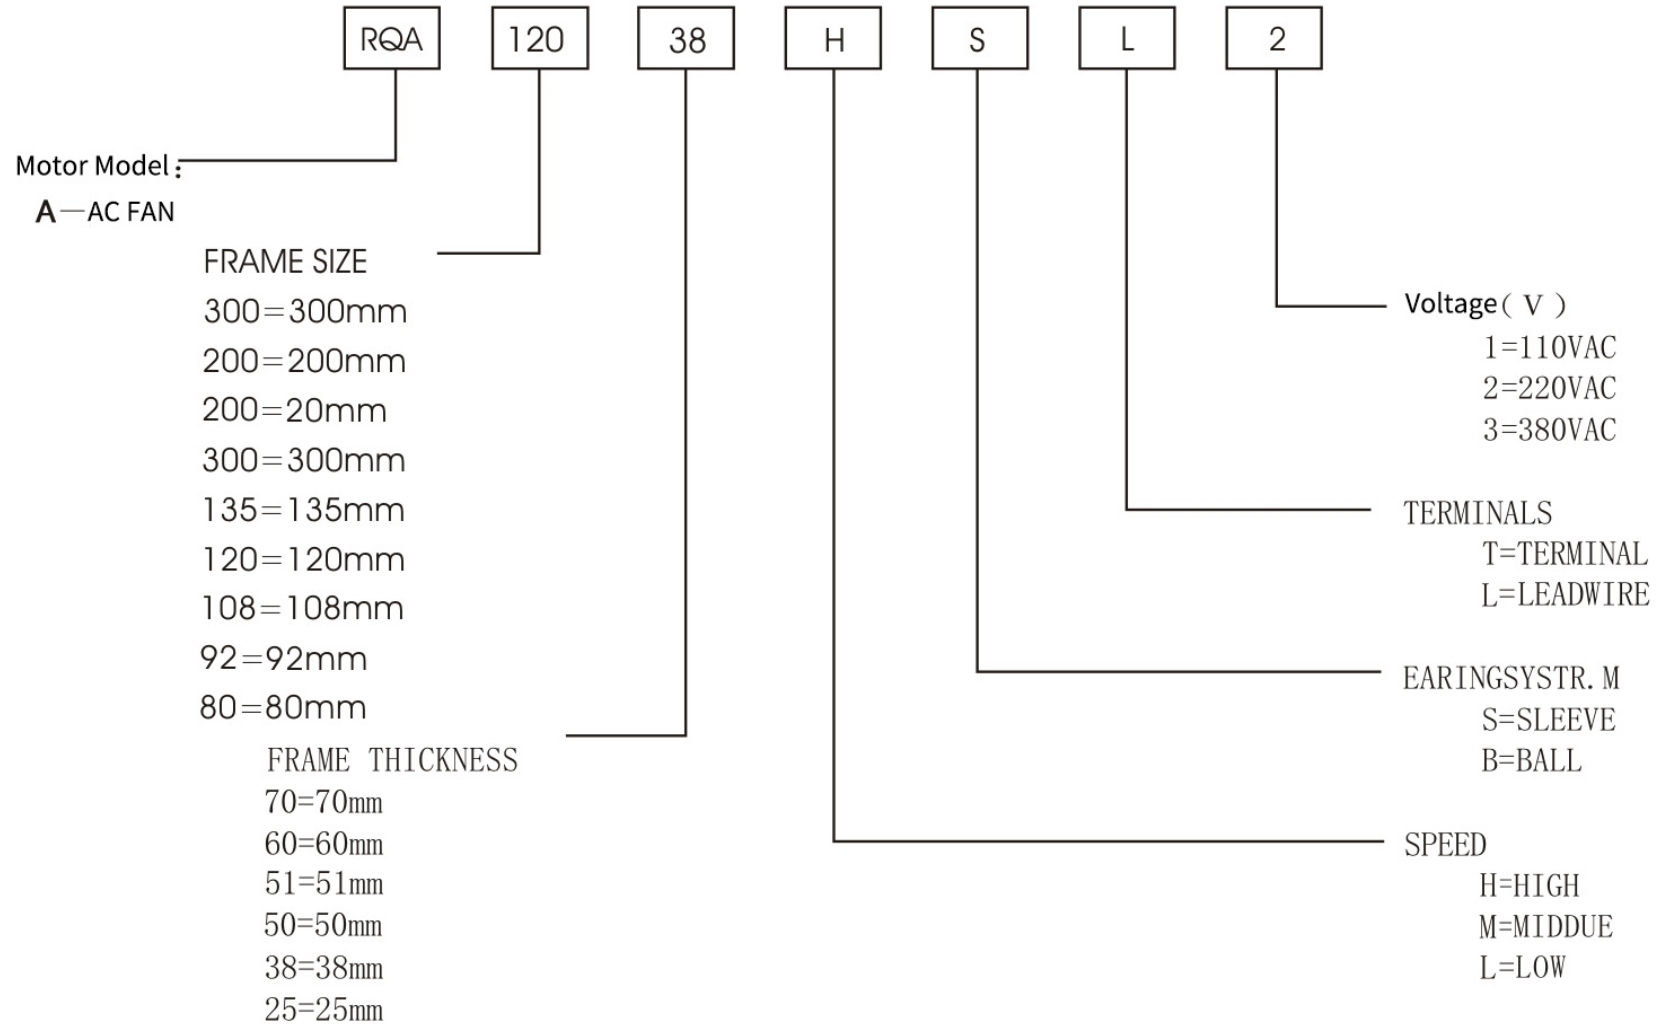 RQA 120 38 H S L 2
Motor Model:
A—AC FAN
FRAME SIZE
300=300mm
200=200mm
200=20mm
300=300mm
135=135mm
120=120mm
108=108mm
92=92mm
80=80mm
FRAME THICKNESS
70=70mm
60=60mm
51=51mm
50=50mm
38=38mm
25=25mm
Voltage( V )
1=110VAC
2=220VAC
3=380VAC
TERMINALS
T=TERMINAL
L=LEADWIRE
EARINGSYSTR.M
S=SLEEVE
B=BALL
SPEED
H=HIGH
M=MIDDUE
L=LOW